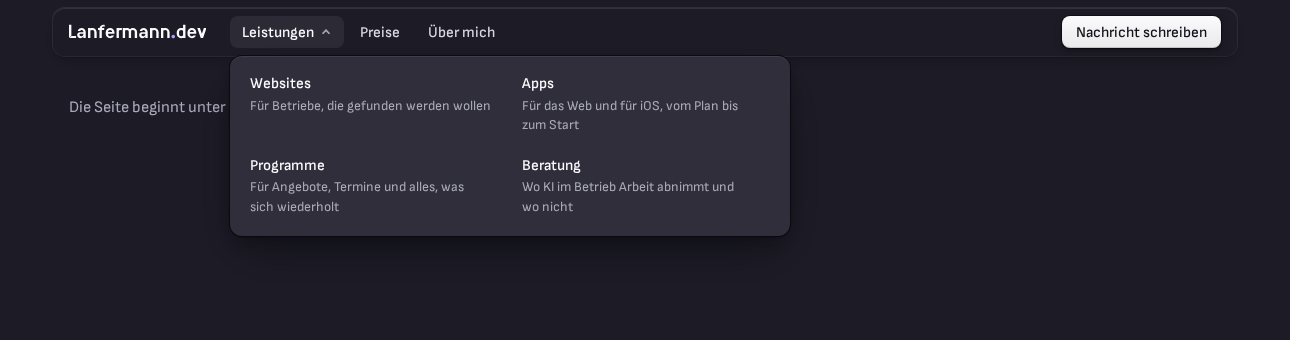 Lanfermann.dev
Leistungen
Preise
Über mich
Nachricht schreiben
Die Seite beginnt unter
Websites
Für Betriebe, die gefunden werden wollen
Apps
Für das Web und für iOS, vom Plan bis
zum Start
Programme
Für Angebote, Termine und alles, was
sich wiederholt
Beratung
Wo KI im Betrieb Arbeit abnimmt und
wo nicht